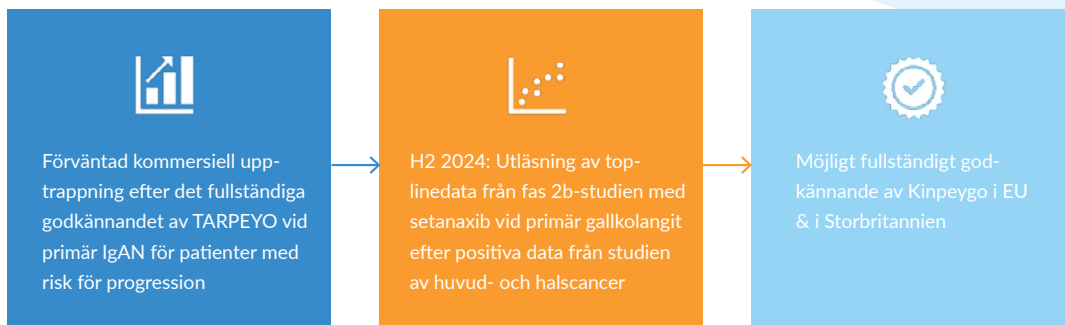 Förväntad kommersiell upp-
trappning efter det fullständiga
godkännandet av TARPEYO vid
primär IgAN för patienter med
risk för progression
H2 2024: Utläsning av top-
linedata från fas 2b-studien med
setanaxib vid primär gallkolangit
efter positiva data från studien
av huvud- och halscancer
Möjligt fullständigt god-
kännande av Kinpeygo i EU
& i Storbritannien